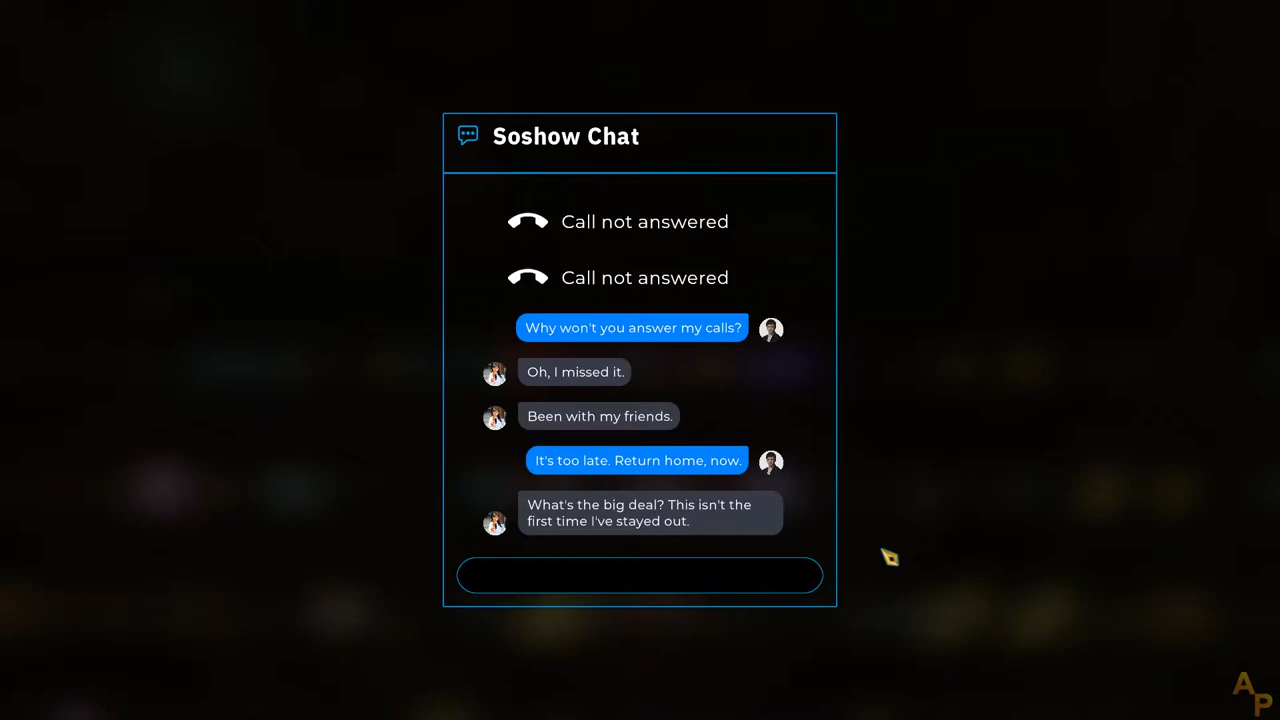 Soshow Chat
Call not answered
Call not answered
Why won't you answer my calls?
Oh, I missed it.
Been with my friends.
It's too late. Return home, now.
What's the big deal? This isn't the
first time I've stayed out.
AP